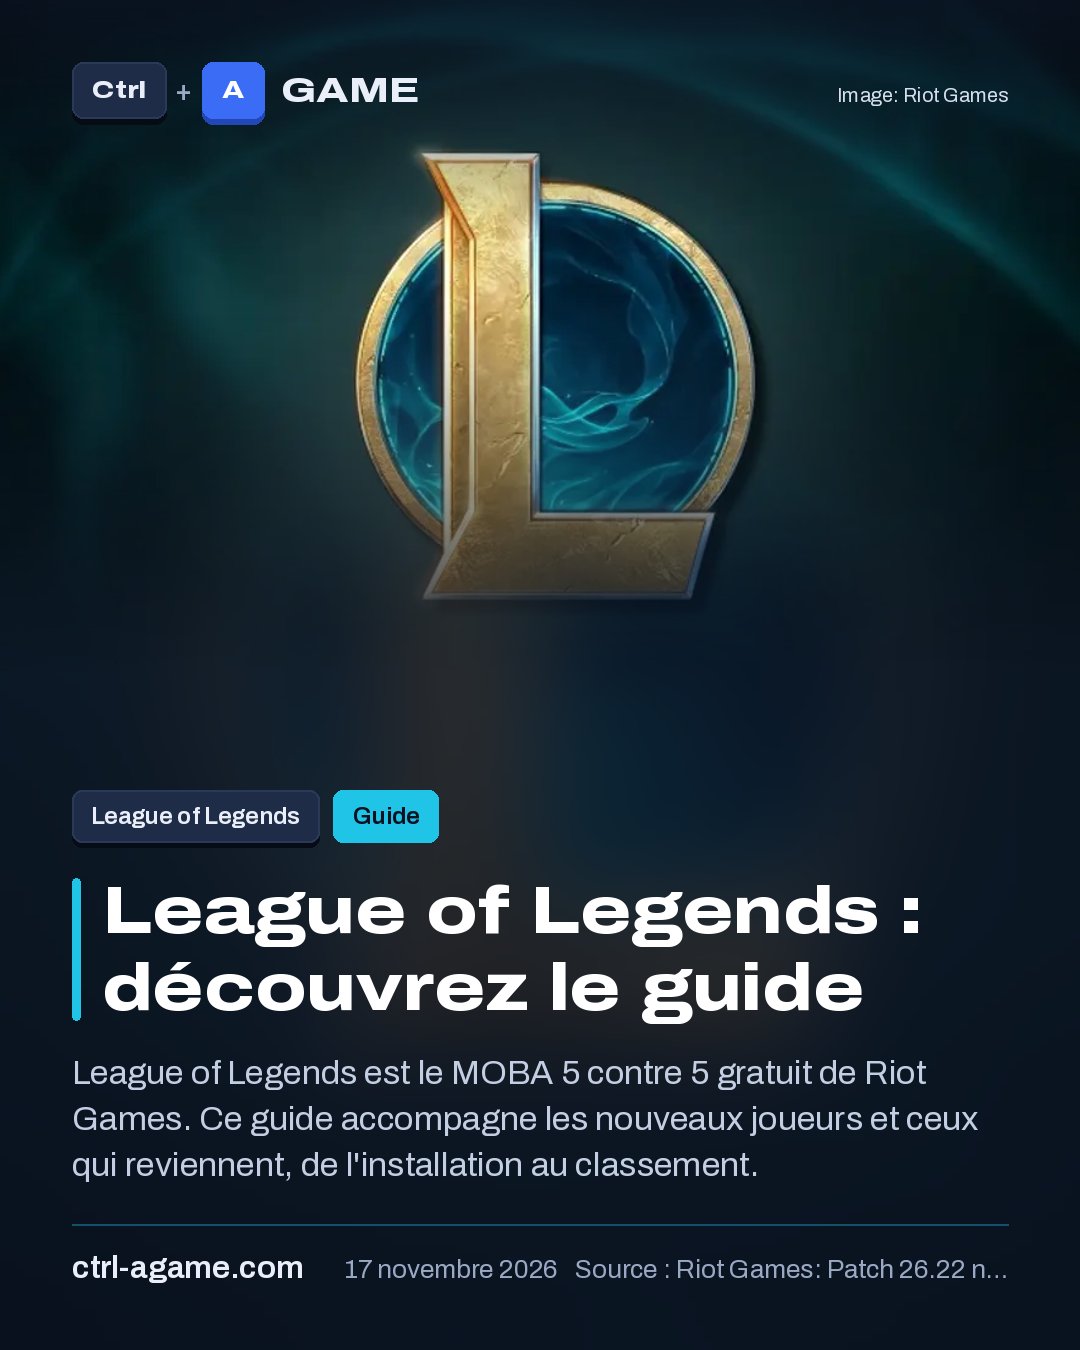 Ctrl + A GAME
Image: Riot Games
League of Legends
Guide
League of Legends :
découvrez le guide
League of Legends est le MOBA 5 contre 5 gratuit de Riot
Games. Ce guide accompagne les nouveaux joueurs et ceux
qui reviennent, de l'installation au classement.
ctrl-agame.com
17 novembre 2026
Source : Riot Games: Patch 26.22 n...